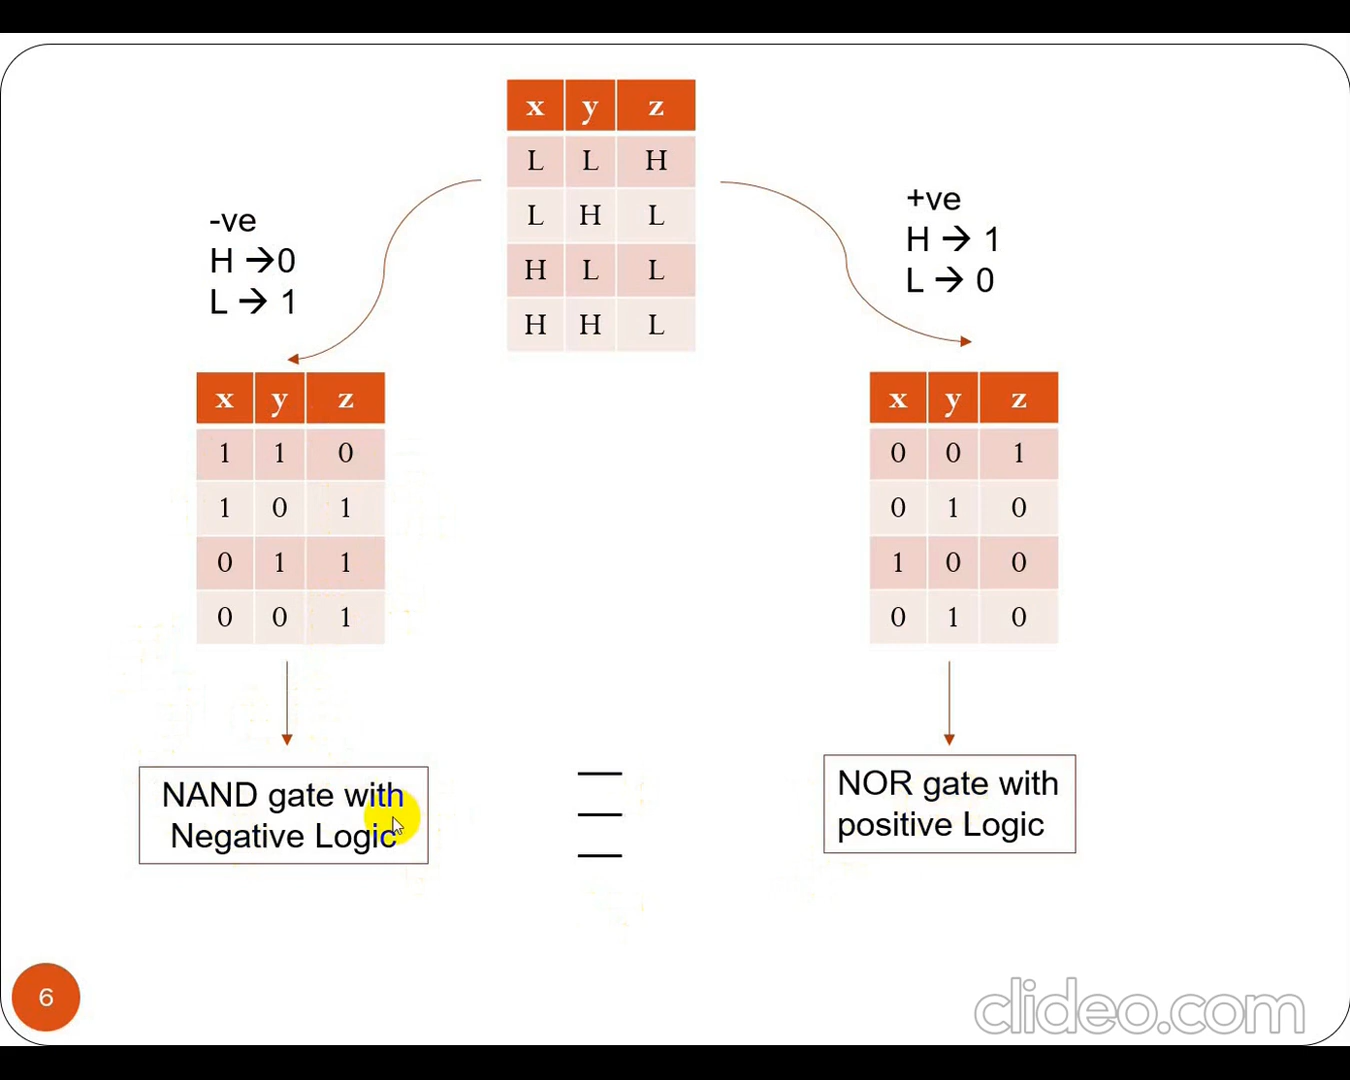 x y z
L L H
L H L
H L L
H H L
-ve
H → 0
L → 1
+ve
H → 1
L → 0
x y z
1 1 0
1 0 1
0 1 1
0 0 1
x y z
0 0 1
0 1 0
1 0 0
0 1 0
NAND gate with
Negative Logic
NOR gate with
positive Logic
6
clideo.com